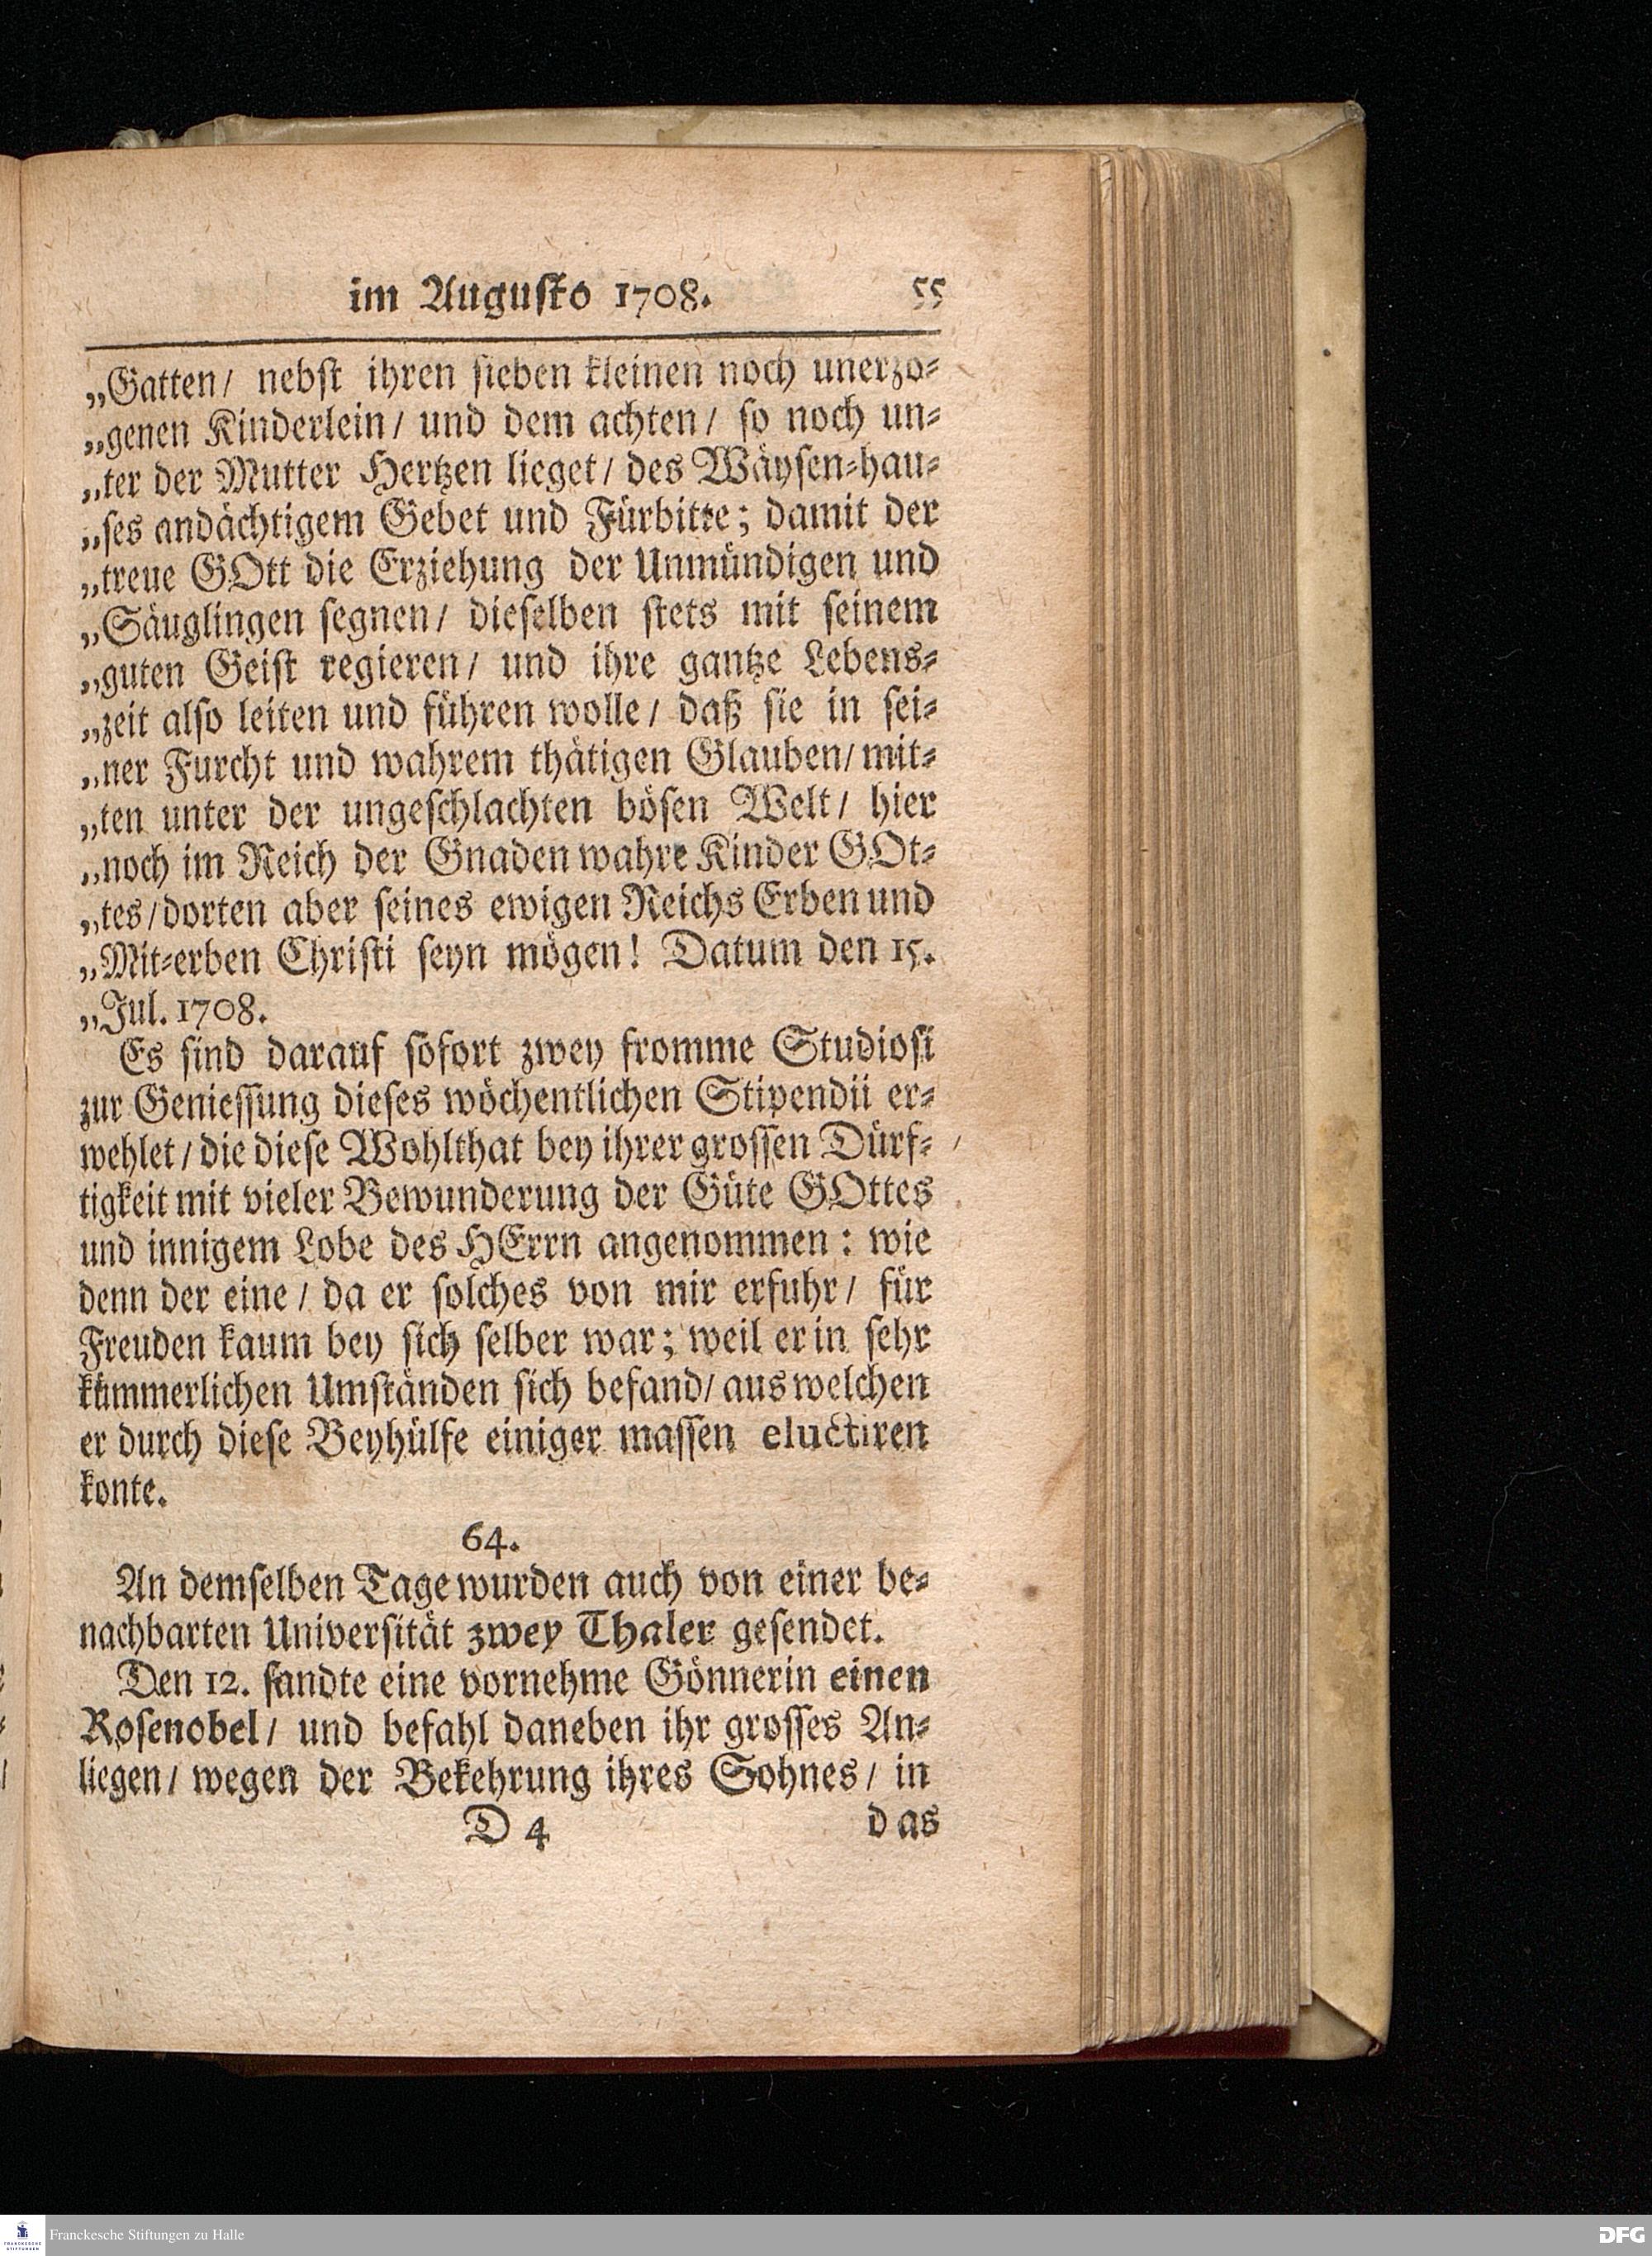 im Augusto 1708. 55
„Gatten/ nebst ihren sieben kleinen noch unerzo-
„genen Kinderlein/ und dem achten/ so noch un-
„ter der Mutter Hertzen lieget/ des Wäysen-hau-
„ses andächtigem Gebet und Fürbitte; damit der
„treue GOtt die Erziehung der Unmündigen und
„Säuglingen segnen/ dieselben stets mit seinem
„guten Geist regieren/ und ihre gantze Lebens-
„zeit also leiten und führen wolle/ daß sie in sei-
„ner Furcht und wahrem thätigen Glauben/ mit-
„ten unter der ungeschlachten bösen Welt/ hier
„noch im Reich der Gnaden wahre Kinder GOt-
„tes/ dorten aber seines ewigen Reichs Erben und
„Mit-erben Christi seyn mögen! Datum den 15.
„Jul. 1708.
Es sind darauf sofort zwey fromme Studiosi
zur Geniessung dieses wöchentlichen Stipendii er-
wehlet/ die diese Wohlthat bey ihrer grossen Dürf-
tigkeit mit vieler Bewunderung der Güte GOttes
und innigem Lobe des HErrn angenommen: wie
denn der eine/ da er solches von mir erfuhr/ für
Freuden kaum bey sich selber war; weil er in sehr
kümmerlichen Umständen sich befand/ aus welchen
er durch diese Beyhülfe einiger massen eluctiren
konte.
64.
An demselben Tage wurden auch von einer be-
nachbarten Universität zwey Thaler gesendet.
Den 12. sandte eine vornehme Gönnerin einen
Rosenobel/ und befahl daneben ihr grosses An-
liegen/ wegen der Bekehrung ihres Sohnes/ in
D 4 das
Franckesche Stiftungen zu Halle
DFG